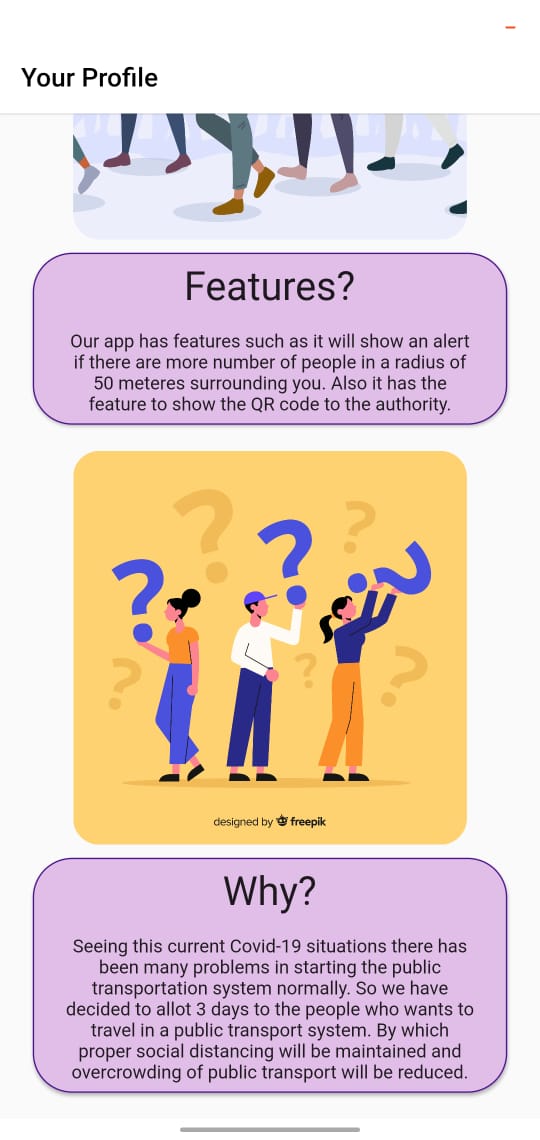 Your Profile
Features?
Our app has features such as it will show an alert
if there are more number of people in a radius of
50 meteres surrounding you. Also it has the
feature to show the QR code to the authority.
? ? ? ? ? ? ? ?
designed by freepik
Why?
Seeing this current Covid-19 situations there has
been many problems in starting the public
transportation system normally. So we have
decided to allot 3 days to the people who wants to
travel in a public transport system. By which
proper social distancing will be maintained and
overcrowding of public transport will be reduced.